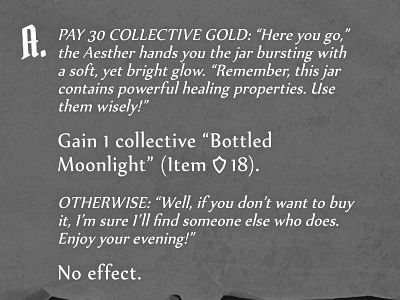 A. PAY 30 COLLECTIVE GOLD: “Here you go,”
the Aesther hands you the jar bursting with
a soft, yet bright glow. “Remember, this jar
contains powerful healing properties. Use
them wisely!”
Gain 1 collective “Bottled
Moonlight” (Item 18).
OTHERWISE: “Well, if you don’t want to buy
it, I’m sure I’ll find someone else who does.
Enjoy your evening!”
No effect.